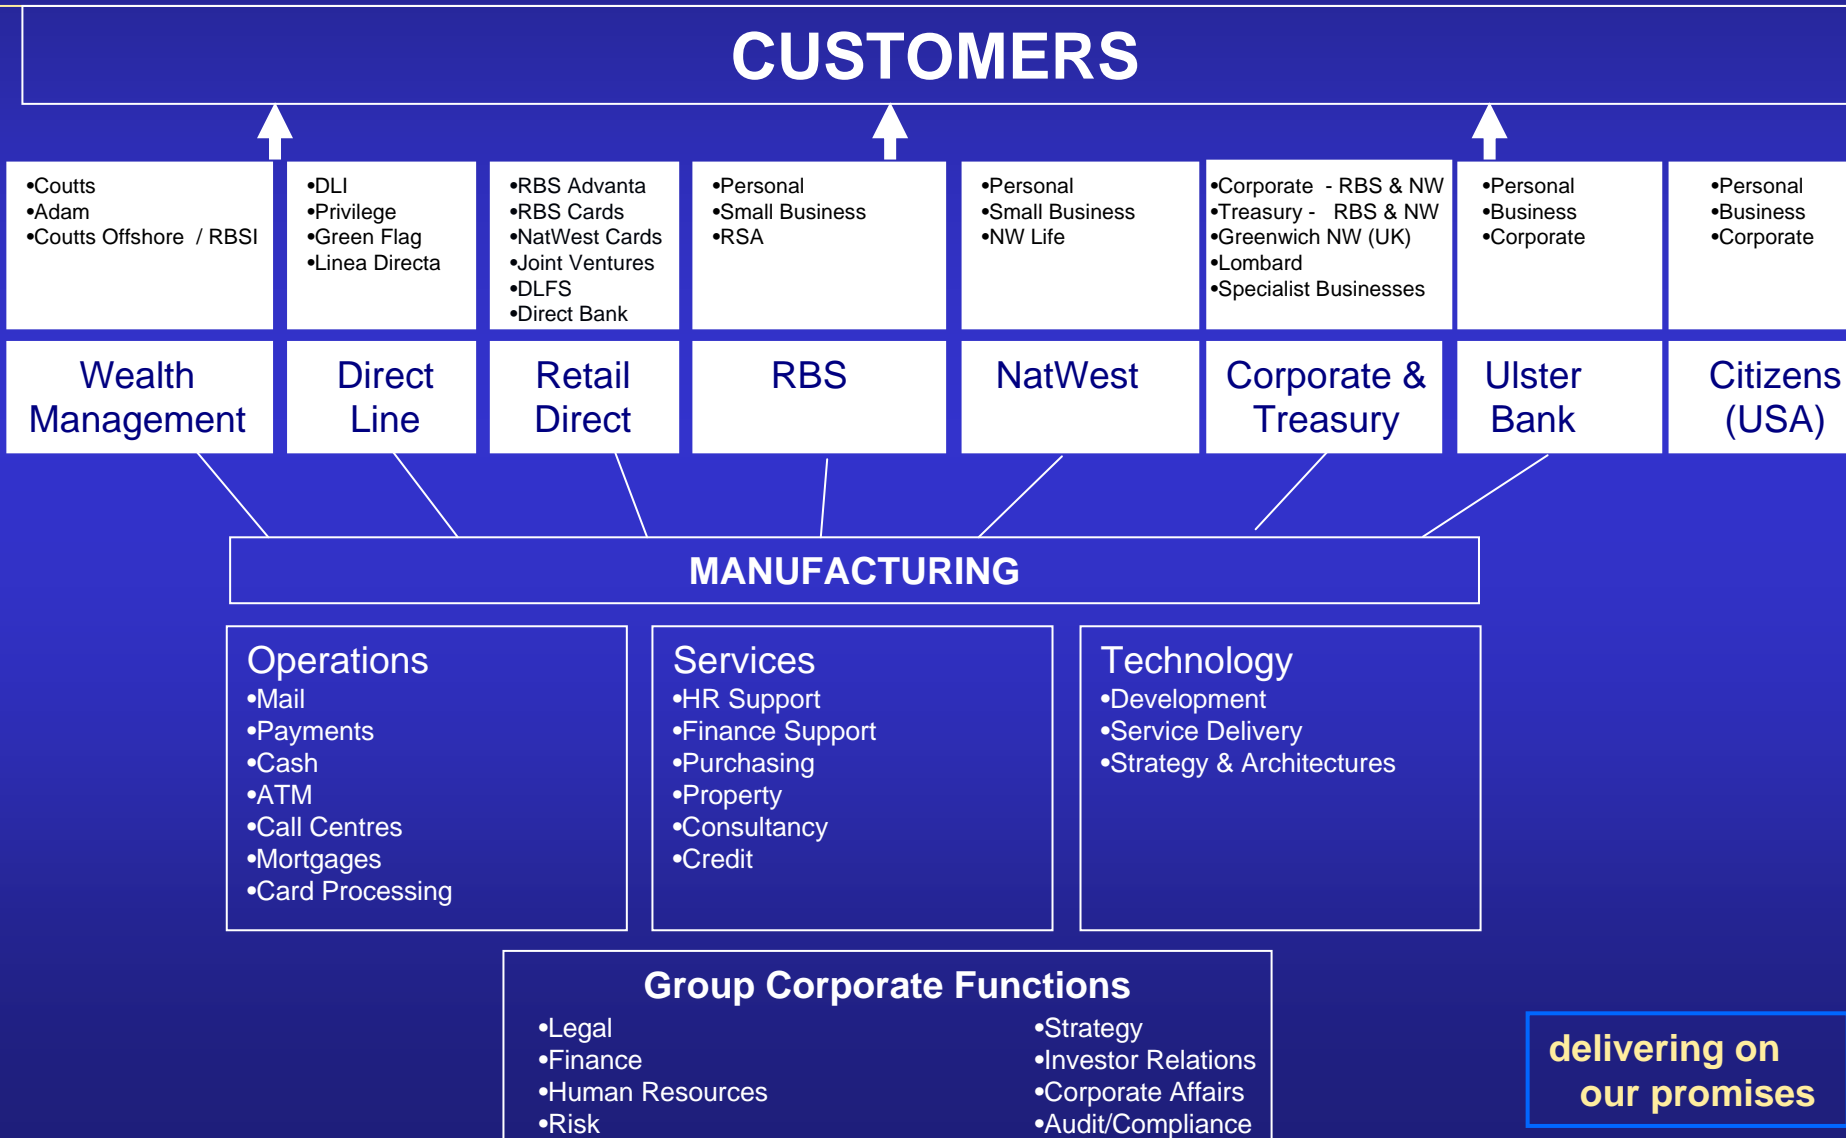 CUSTOMERS
•Coutts
•Adam
•Coutts Offshore / RBSI
•DLI
•Privilege
•Green Flag
•Linea Directa
•RBS Advanta
•RBS Cards
•NatWest Cards
•Joint Ventures
•DLFS
•Direct Bank
•Personal
•Small Business
•RSA
•Personal
•Small Business
•NW Life
•Corporate - RBS & NW
•Treasury - RBS & NW
•Greenwich NW (UK)
•Lombard
•Specialist Businesses
•Personal
•Business
•Corporate
•Personal
•Business
•Corporate
Wealth
Management
Direct
Line
Retail
Direct
RBS
NatWest
Corporate &
Treasury
Ulster
Bank
Citizens
(USA)
MANUFACTURING
Operations
•Mail
•Payments
•Cash
•ATM
•Call Centres
•Mortgages
•Card Processing
Services
•HR Support
•Finance Support
•Purchasing
•Property
•Consultancy
•Credit
Technology
•Development
•Service Delivery
•Strategy & Architectures
Group Corporate Functions
•Legal
•Finance
•Human Resources
•Risk
•Strategy
•Investor Relations
•Corporate Affairs
•Audit/Compliance
delivering on
our promises